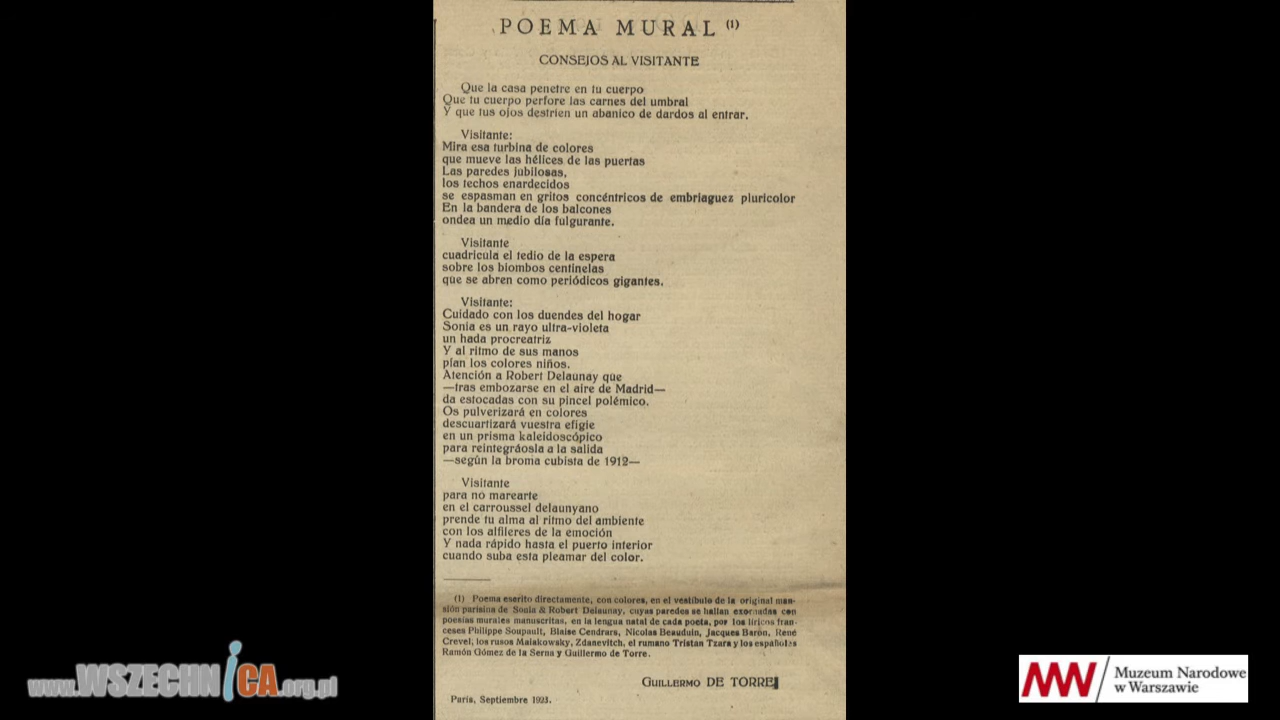 POEMA MURAL (1)
CONSEJOS AL VISITANTE
Que la casa penetre en tu cuerpo
Que tu cuerpo perfore las carnes del umbral
Y que tus ojos destrien un abanico de dardos al entrar.
Visitante:
Mira esa turbina de colores
que mueve las hélices de las puertas
Las paredes jubilosas,
los techos enardecidos
se espasman en gritos concéntricos de embriaguez pluricolor
En la bandera de los balcones
ondea un medio día fulgurante.
Visitante
cuadricula el tedio de la espera
sobre los biombos centinelas
que se abren como periódicos gigantes.
Visitante:
Cuidado con los duendes del hogar
Sonia es un rayo ultra-violeta
un hada procreatriz
Y al ritmo de sus manos
pían los colores niños.
Atención a Robert Delaunay que
—tras embozarse en el aire de Madrid—
da estocadas con su pincel polémico.
Os pulverizará en colores
descuartizará vuestra efigie
en un prisma kaleidoscópico
para reintegráosla a la salida
—según la broma cubista de 1912—
Visitante
para no marearte
en el carroussel delaunyano
prende tu alma al ritmo del ambiente
con los alfileres de la emoción
Y nada rápido hasta el puerto interior
cuando suba esta pleamar del color.
(1) Poema escrito directamente, con colores, en el vestíbulo de la original man-
sión parisina de Sonia & Robert Delaunay, cuyas paredes se hallan exornadas con
poesías murales manuscritas, en la lengua natal de cada poeta, por los líricos fran-
ceses Philippe Soupault, Blaise Cendrars, Nicolas Beauduin, Jacques Baron, René
Crevel; los rusos Maiakowsky, Zdanevitch, el rumano Tristan Tzara y los españoles
Ramón Gómez de la Serna y Guillermo de Torre.
GUILLERMO DE TORRE
París, Septiembre 1923.
www.WSZECHNICA.org.pl
MW
Muzeum Narodowe
w Warszawie